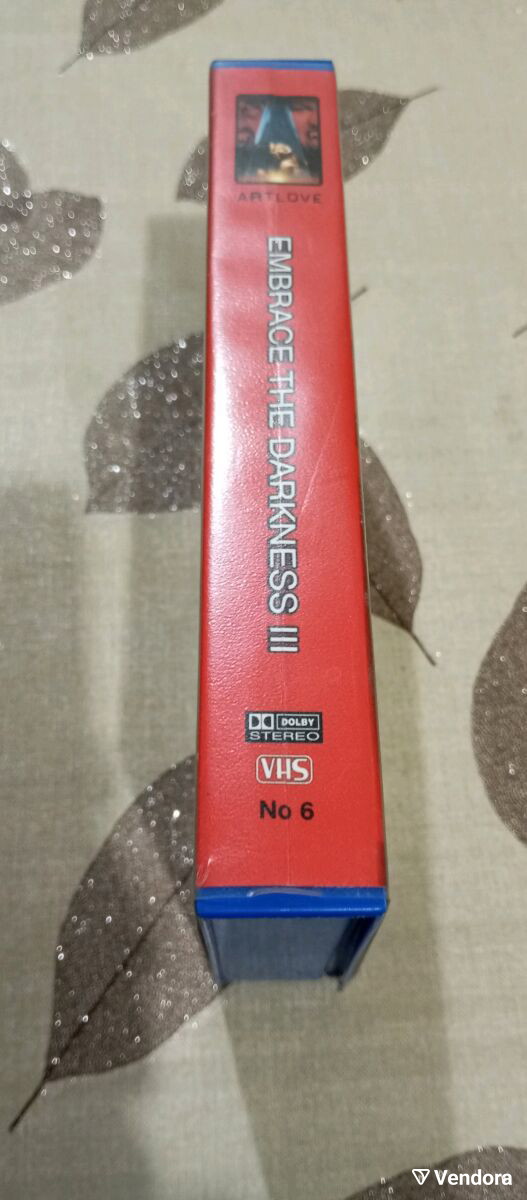 ARTLOVE
EMBRACE THE DARKNESS III
DOLBY
STEREO
VHS
No 6
Vendora